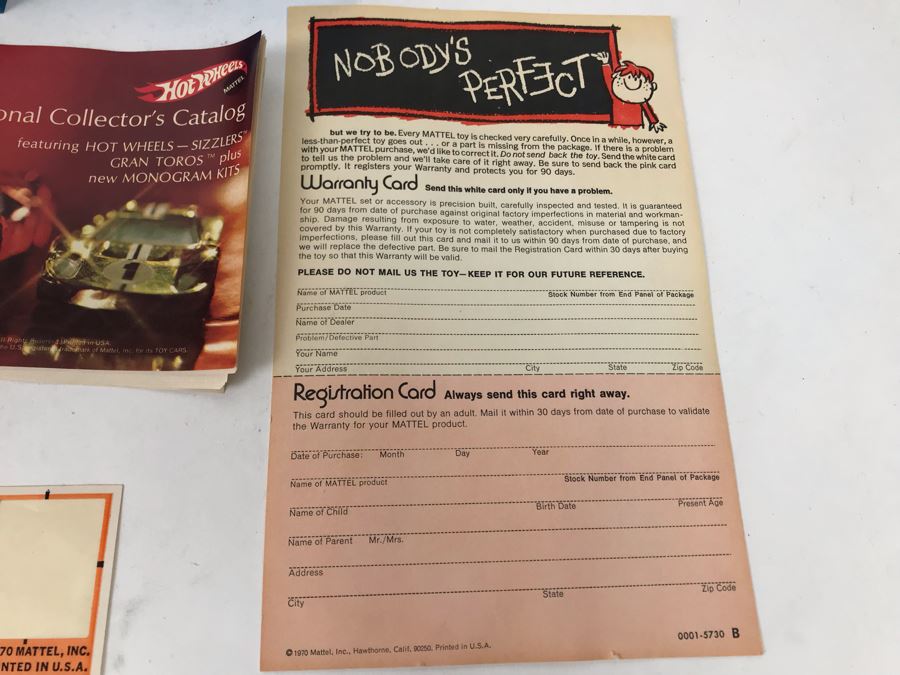 HOT WHEELS
MATTEL
onal Collector's Catalog
featuring HOT WHEELS — SIZZLERS™
GRAN TOROS™ plus
new MONOGRAM KITS
1
Printed in USA.
Trademark of Mattel, Inc. for its TOY CARS.
70 MATTEL, INC.
NTED IN U.S.A.
NOBODY'S
PERFECT
but we try to be. Every MATTEL toy is checked very carefully. Once in a while, however, a
less-than-perfect toy goes out . . . or a part is missing from the package. If there is a problem
with your MATTEL purchase, we'd like to correct it. Do not send back the toy. Send the white card
to tell us the problem and we'll take care of it right away. Be sure to send back the pink card
promptly. It registers your Warranty and protects you for 90 days.
Warranty Card Send this white card only if you have a problem.
Your MATTEL set or accessory is precision built, carefully inspected and tested. It is guaranteed
for 90 days from date of purchase against original factory imperfections in material and workman-
ship. Damage resulting from exposure to water, weather, accident, misuse or tampering is not
covered by this Warranty. If your toy is not completely satisfactory when purchased due to factory
imperfections, please fill out this card and mail it to us within 90 days from date of purchase, and
we will replace the defective part. Be sure to mail the Registration Card within 30 days after buying
the toy so that this Warranty will be valid.
PLEASE DO NOT MAIL US THE TOY—KEEP IT FOR OUR FUTURE REFERENCE.
Name of MATTEL product Stock Number from End Panel of Package
Purchase Date
Name of Dealer
Problem/Defective Part
Your Name
Your Address City State Zip Code
Registration Card Always send this card right away.
This card should be filled out by an adult. Mail it within 30 days from date of purchase to validate
the Warranty for your MATTEL product.
Date of Purchase: Month Day Year
Name of MATTEL product Stock Number from End Panel of Package
Name of Child Birth Date Present Age
Name of Parent Mr./Mrs.
Address
City State Zip Code
0001-5730 B
© 1970 Mattel, Inc., Hawthorne, Calif. 90250. Printed in U.S.A.